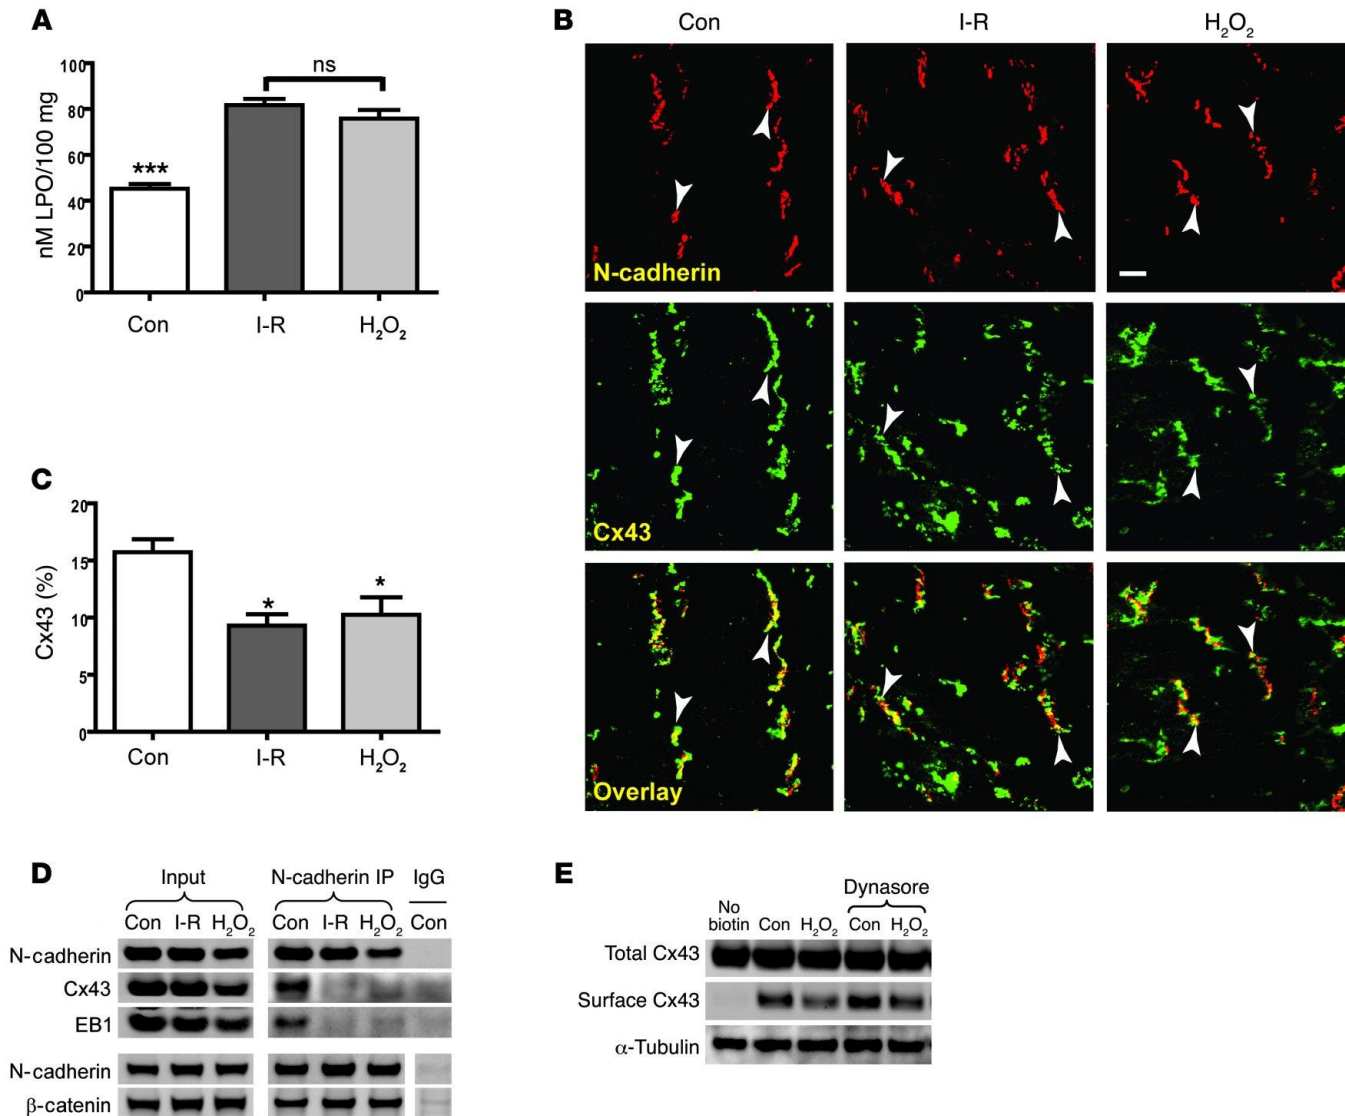 A
nM LPO/100 mg
100
80
60
40
20
0
***
ns
Con I-R H₂O₂
B
Con I-R H₂O₂
N-cadherin
Cx43
Overlay
C
Cx43 (%)
20
15
10
5
0
* *
Con I-R H₂O₂
D
Input N-cadherin IP IgG
Con I-R H₂O₂ Con I-R H₂O₂ Con
N-cadherin
Cx43
EB1
N-cadherin
β-catenin
E
Dynasore
No biotin Con H₂O₂ Con H₂O₂
Total Cx43
Surface Cx43
α-Tubulin